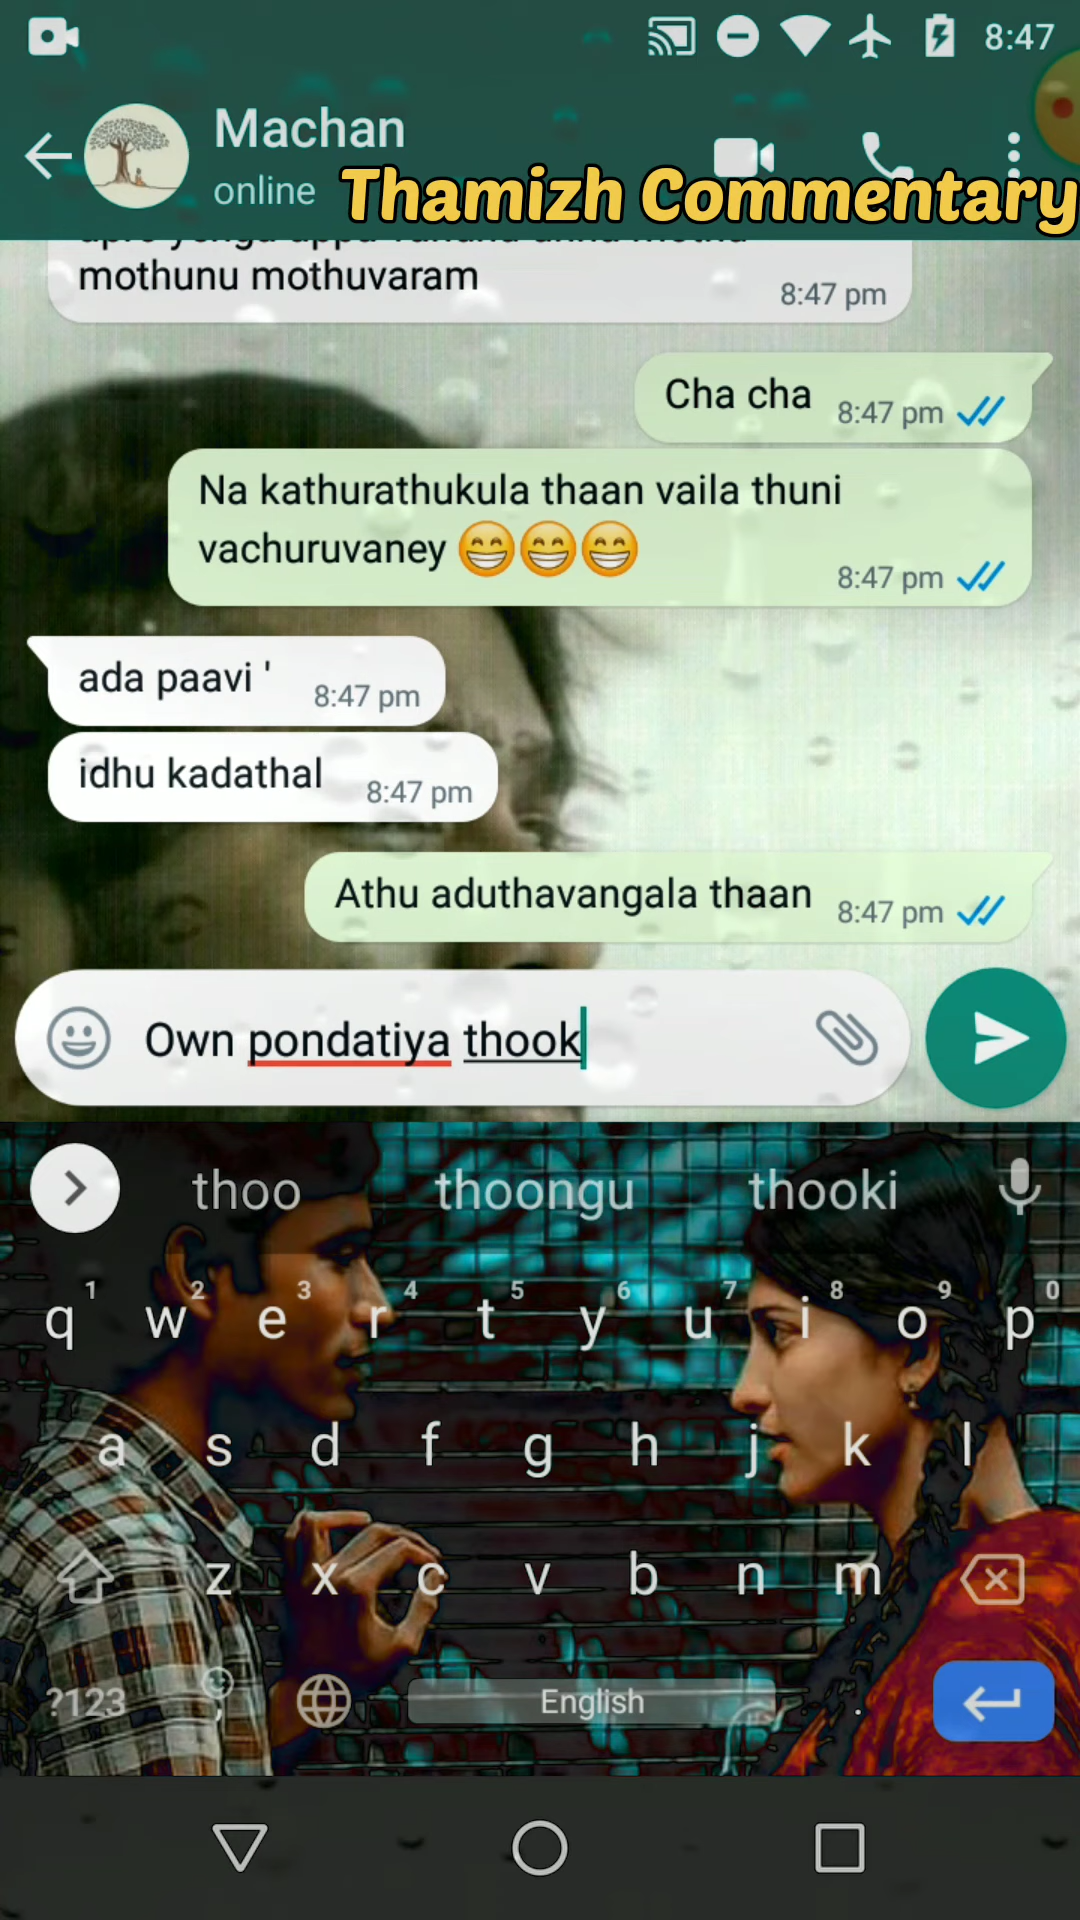 8:47
Machan
online
Thamizh Commentary
mothunu mothuvaram
8:47 pm
Cha cha
8:47 pm
Na kathurathukula thaan vaila thuni
vachuruvaney 😁😁😁
8:47 pm
ada paavi '
8:47 pm
idhu kadathal
8:47 pm
Athu aduthavangala thaan
8:47 pm
Own pondatiya thook
thoo thoongu thooki
1 2 3 4 5 6 7 8 9 0
q w e r t y u i o p
a s d f g h j k l
z x c v b n m
?123 , English .